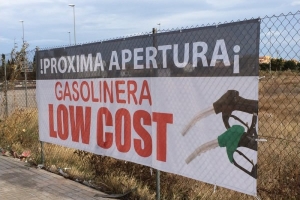 ¡PROXIMA APERTURA¡
GASOLINERA
LOW COST